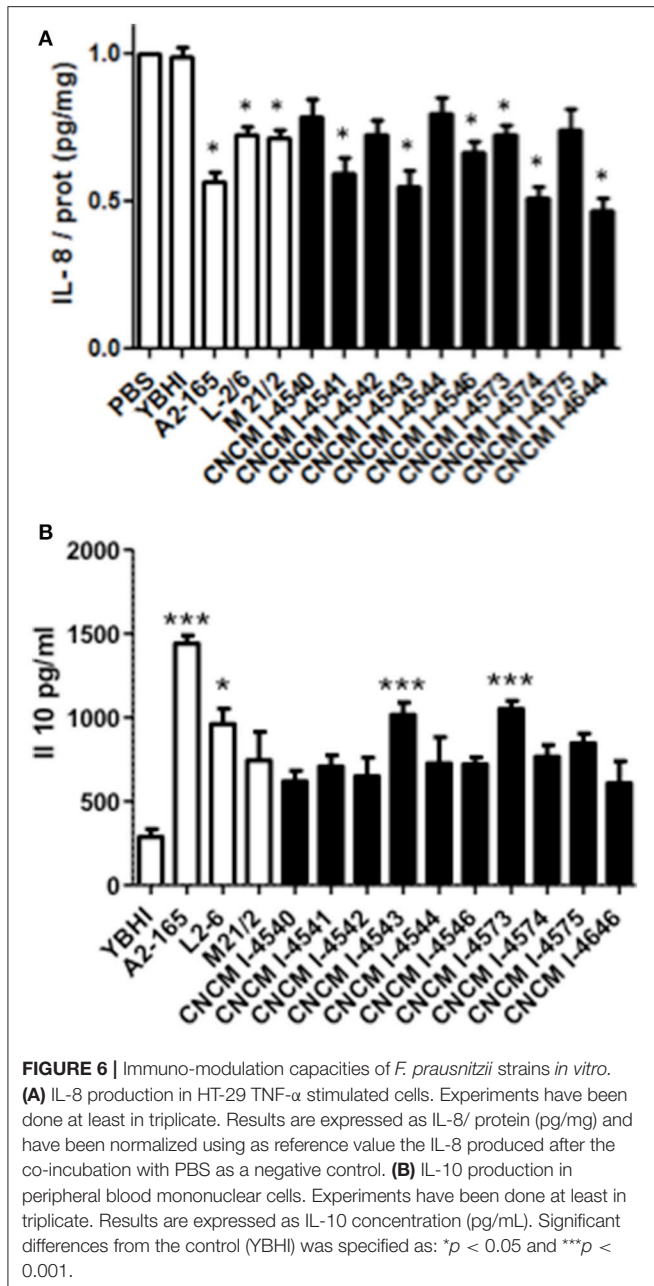 A
IL-8 / prot (pg/mg)
1.0
0.5
0.0
* * * * * * * * *
PBS
YBHI
A2-165
L-2/6
M 21/2
CNCM I-4540
CNCM I-4541
CNCM I-4542
CNCM I-4543
CNCM I-4544
CNCM I-4546
CNCM I-4573
CNCM I-4574
CNCM I-4575
CNCM I-4644
B
Il 10 pg/ml
2000
1500
1000
500
0
*** * *** ***
YBHI
A2-165
L2-6
M21/2
CNCM I-4540
CNCM I-4541
CNCM I-4542
CNCM I-4543
CNCM I-4544
CNCM I-4546
CNCM I-4573
CNCM I-4574
CNCM I-4575
CNCM I-4646
FIGURE 6 | Immuno-modulation capacities of F. prausnitzii strains in vitro.
(A) IL-8 production in HT-29 TNF-α stimulated cells. Experiments have been
done at least in triplicate. Results are expressed as IL-8/ protein (pg/mg) and
have been normalized using as reference value the IL-8 produced after the
co-incubation with PBS as a negative control. (B) IL-10 production in
peripheral blood mononuclear cells. Experiments have been done at least in
triplicate. Results are expressed as IL-10 concentration (pg/mL). Significant
differences from the control (YBHI) was specified as: *p < 0.05 and ***p <
0.001.